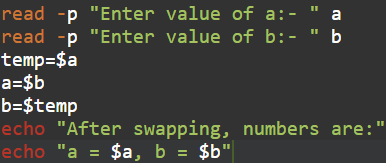 read -p "Enter value of a:- " a
read -p "Enter value of b:- " b
temp=$a
a=$b
b=$temp
echo "After swapping, numbers are:"
echo "a = $a, b = $b"